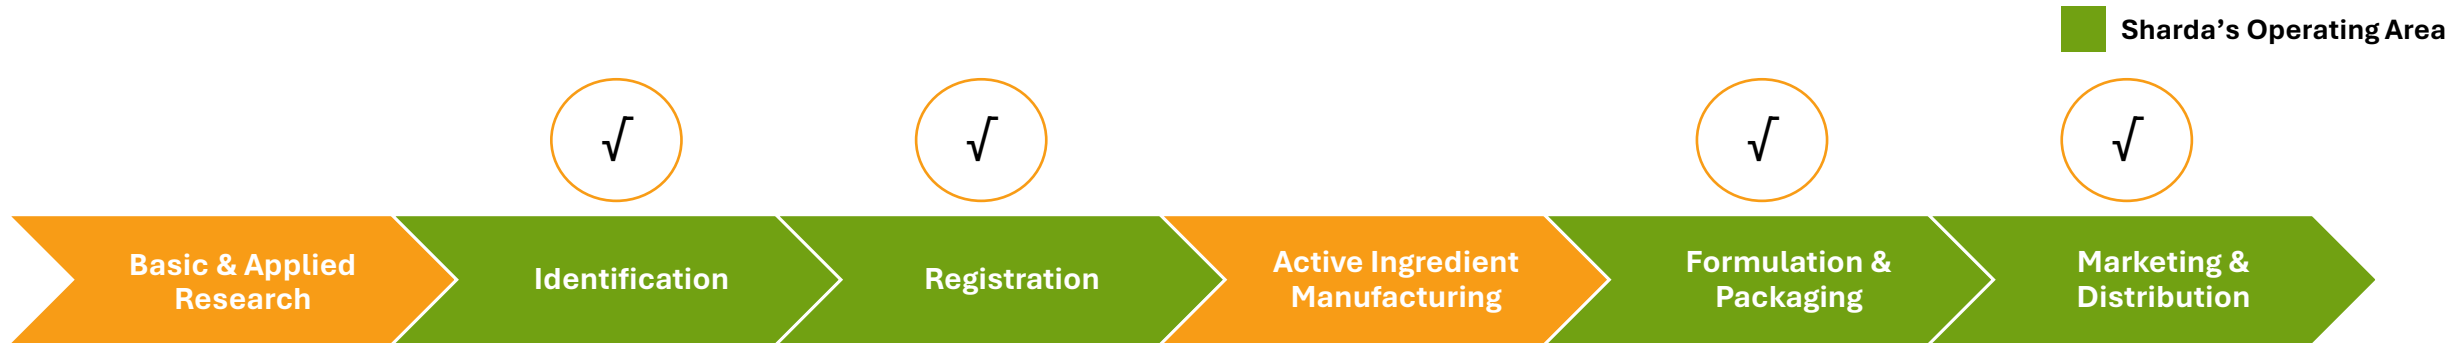 Sharda’s Operating Area
√
√
√
√
Basic & Applied
Research
Identification
Registration
Active Ingredient
Manufacturing
Formulation &
Packaging
Marketing &
Distribution